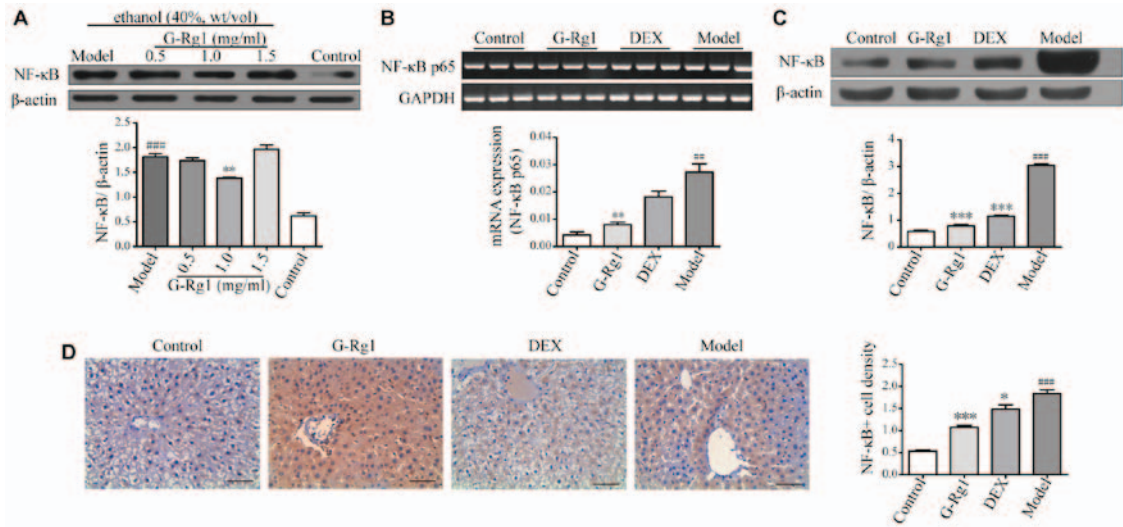 A
ethanol (40%, wt/vol)
G-Rg1 (mg/ml)
Model 0.5 1.0 1.5 Control
NF-κB
β-actin
NF-κB/ β-actin
2.5
2.0
1.5
1.0
0.5
0.0
###
**
Model 0.5 1.0 1.5 Control
G-Rg1 (mg/ml)
B
Control G-Rg1 DEX Model
NF-κB p65
GAPDH
mRNA expression
(NF-κB p65)
0.04
0.03
0.02
0.01
0.00
**
##
Control G-Rg1 DEX Model
C
Control G-Rg1 DEX Model
NF-κB
β-actin
NF-κB/ β-actin
4
3
2
1
0
***
***
###
Control G-Rg1 DEX Model
D
Control G-Rg1 DEX Model
NF-κB+ cell density
2.5
2.0
1.5
1.0
0.5
0.0
***
*
###
Control G-Rg1 DEX Model